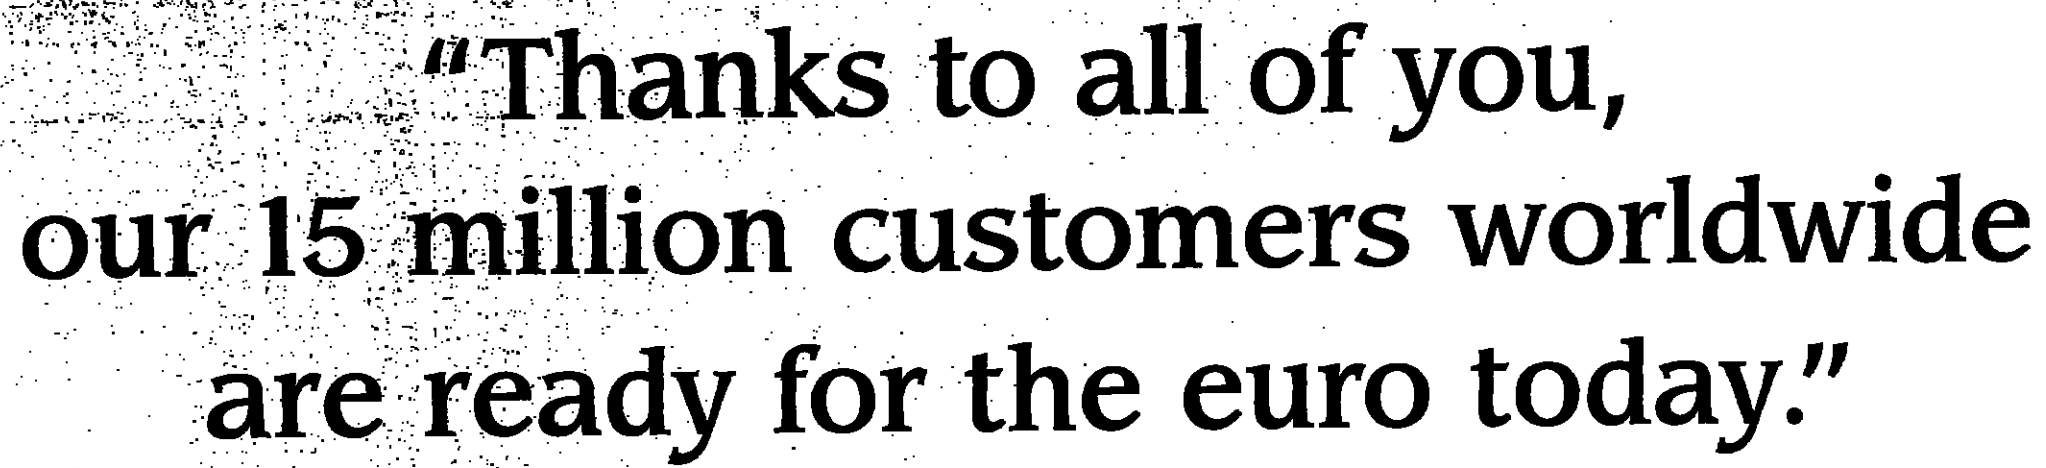 “Thanks to all of you,
our 15 million customers worldwide
are ready for the euro today.”